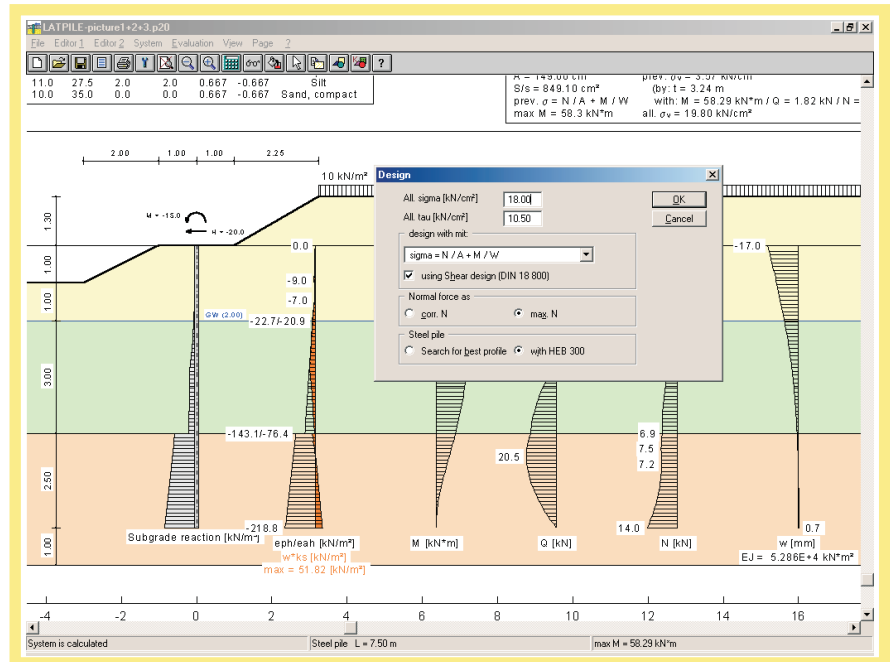 LATPILE-picture1+2+3.p20
File Editor 1 Editor 2 System Evaluation View Page ?
11.0 27.5 2.0 2.0 0.667 -0.667 Silt
10.0 35.0 0.0 0.0 0.667 -0.667 Sand, compact
S/s = 849.10 cm³ (by: t = 3.24 m
prev. σ = N / A + M / W with: M = 58.29 kN*m / Q = 1.82 kN / N =
max M = 58.3 kN*m all. σv = 19.80 kN/cm²
2.00 1.00 1.00 2.25
10 kN/m²
Design
All. sigma [kN/cm²] 18.00
OK
All. tau [kN/cm²] 10.50
Cancel
design with mit:
sigma = N / A + M / W
using Shear design (DIN 18 800)
Normal force as
corr. N max. N
Steel pile
Search for best profile with HEB 300
1.30
1.00
1.00
3.00
2.50
1.00
M = -15.0
H = -20.0
0.0
-9.0
-7.0
GW (2.00)
-22.7/-20.9
-143.1/-76.4
-218.8
-17.0
20.5
6.9
7.5
7.2
14.0
0.7
Subgrade reaction [kN/m²]
eph/eah [kN/m²]
w*ks [kN/m²]
max = 51.82 [kN/m²]
M [kN*m]
Q [kN]
N [kN]
w [mm]
EJ = 5.286E+4 kN*m²
-4 -2 0 2 4 6 8 10 12 14 16
System is calculated
Steel pile L = 7.50 m
max M = 58.29 kN*m